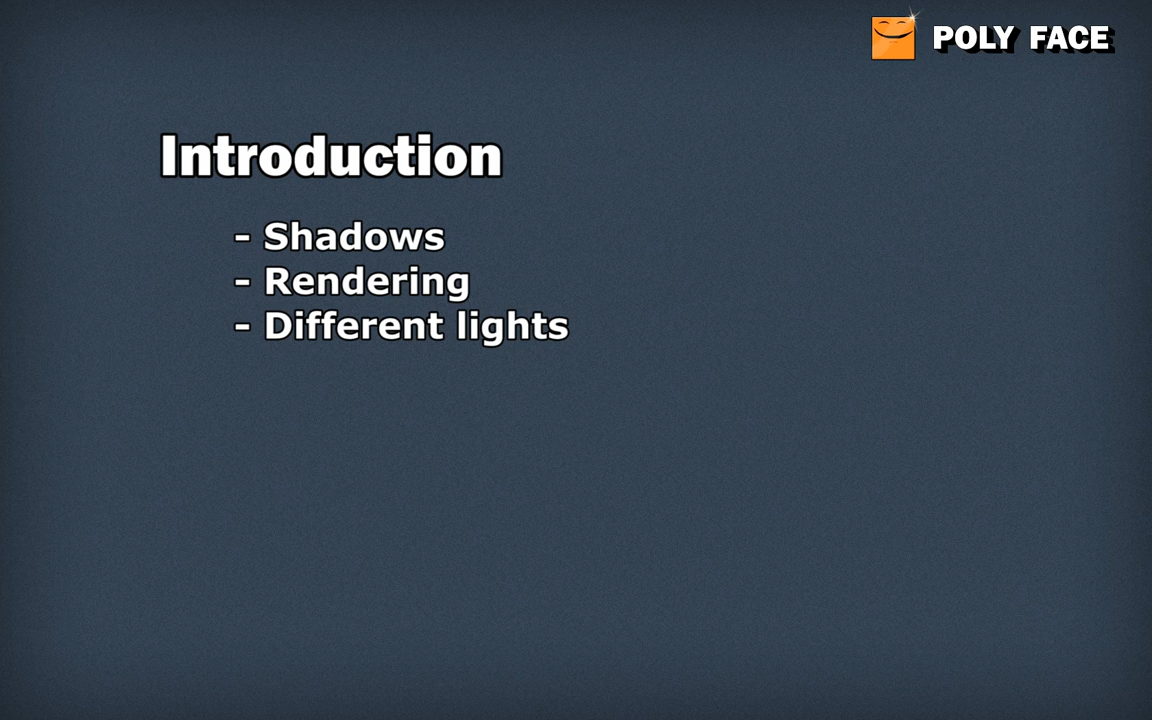 POLY FACE
Introduction
- Shadows
- Rendering
- Different lights